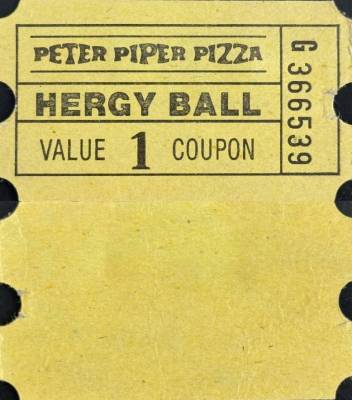 PETER PIPER PIZZA
HERGY BALL
VALUE 1 COUPON
G 366539